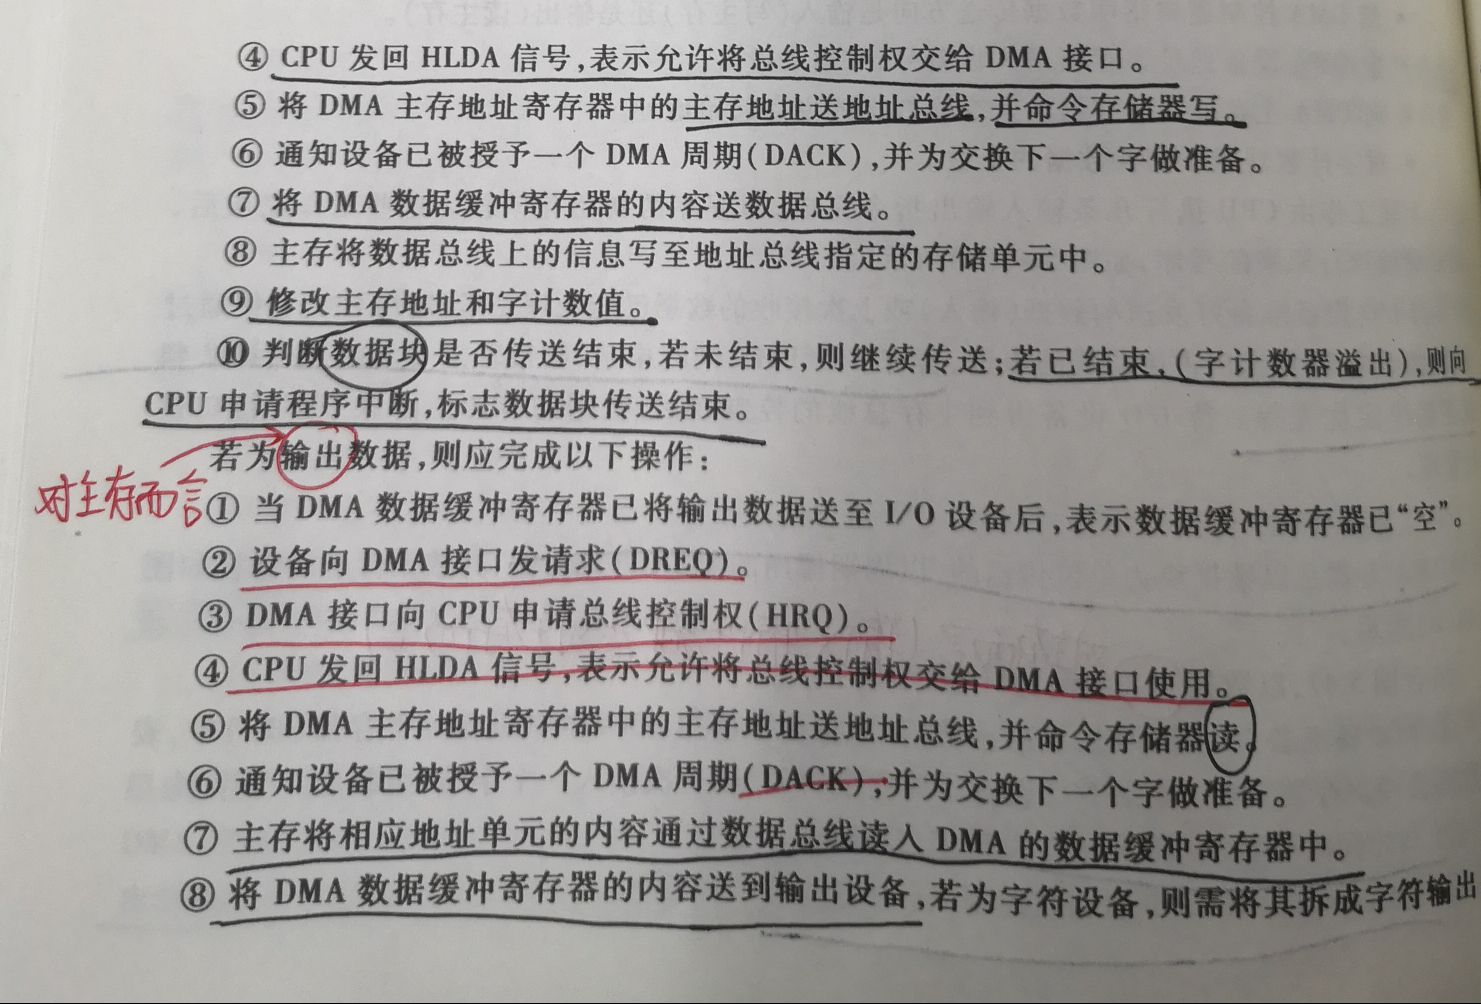 ④ CPU 发回 HLDA 信号,表示允许将总线控制权交给 DMA 接口。
⑤ 将 DMA 主存地址寄存器中的主存地址送地址总线,并命令存储器写。
⑥ 通知设备已被授予一个 DMA 周期(DACK),并为交换下一个字做准备。
⑦ 将 DMA 数据缓冲寄存器的内容送数据总线。
⑧ 主存将数据总线上的信息写至地址总线指定的存储单元中。
⑨ 修改主存地址和字计数值。
⑩ 判断数据块是否传送结束,若未结束,则继续传送;若已结束,(字计数器溢出),则向
CPU 申请程序中断,标志数据块传送结束。
若为输出数据,则应完成以下操作:
对主存而言
① 当 DMA 数据缓冲寄存器已将输出数据送至 I/O 设备后,表示数据缓冲寄存器已“空”。
② 设备向 DMA 接口发请求(DREQ)。
③ DMA 接口向 CPU 申请总线控制权(HRQ)。
④ CPU 发回 HLDA 信号,表示允许将总线控制权交给 DMA 接口使用。
⑤ 将 DMA 主存地址寄存器中的主存地址送地址总线,并命令存储器读。
⑥ 通知设备已被授予一个 DMA 周期(DACK),并为交换下一个字做准备。
⑦ 主存将相应地址单元的内容通过数据总线读入 DMA 的数据缓冲寄存器中。
⑧ 将 DMA 数据缓冲寄存器的内容送到输出设备,若为字符设备,则需将其拆成字符输出